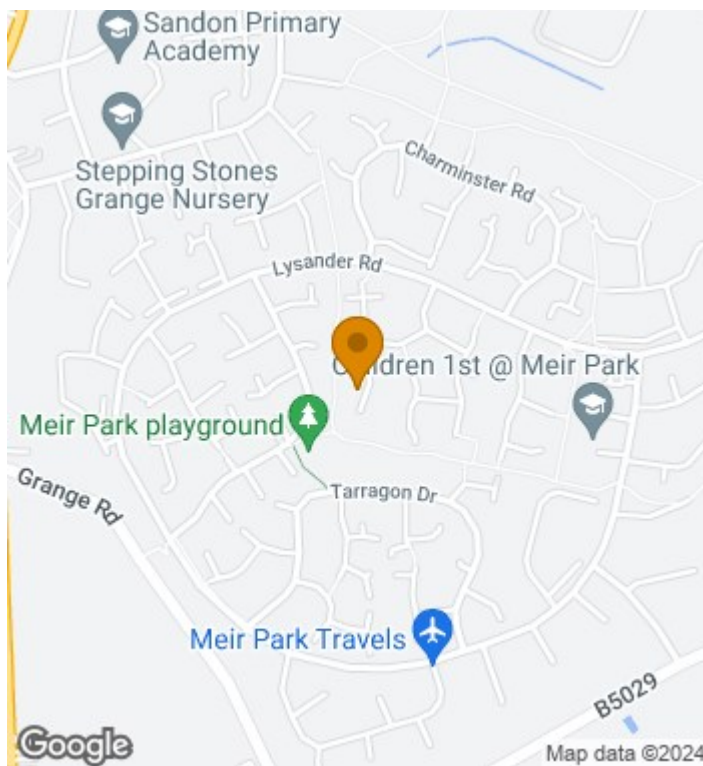 Sandon Primary
Academy
Stepping Stones
Grange Nursery
Charminster Rd
Lysander Rd
Children 1st @ Meir Park
Meir Park playground
Grange Rd
Tarragon Dr
Meir Park Travels
B5029
Google
Map data ©2024